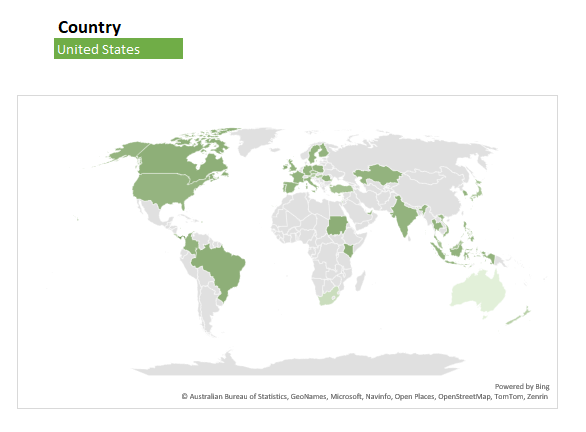 Country
United States
Powered by Bing
© Australian Bureau of Statistics, GeoNames, Microsoft, Navinfo, Open Places, OpenStreetMap, TomTom, Zenrin